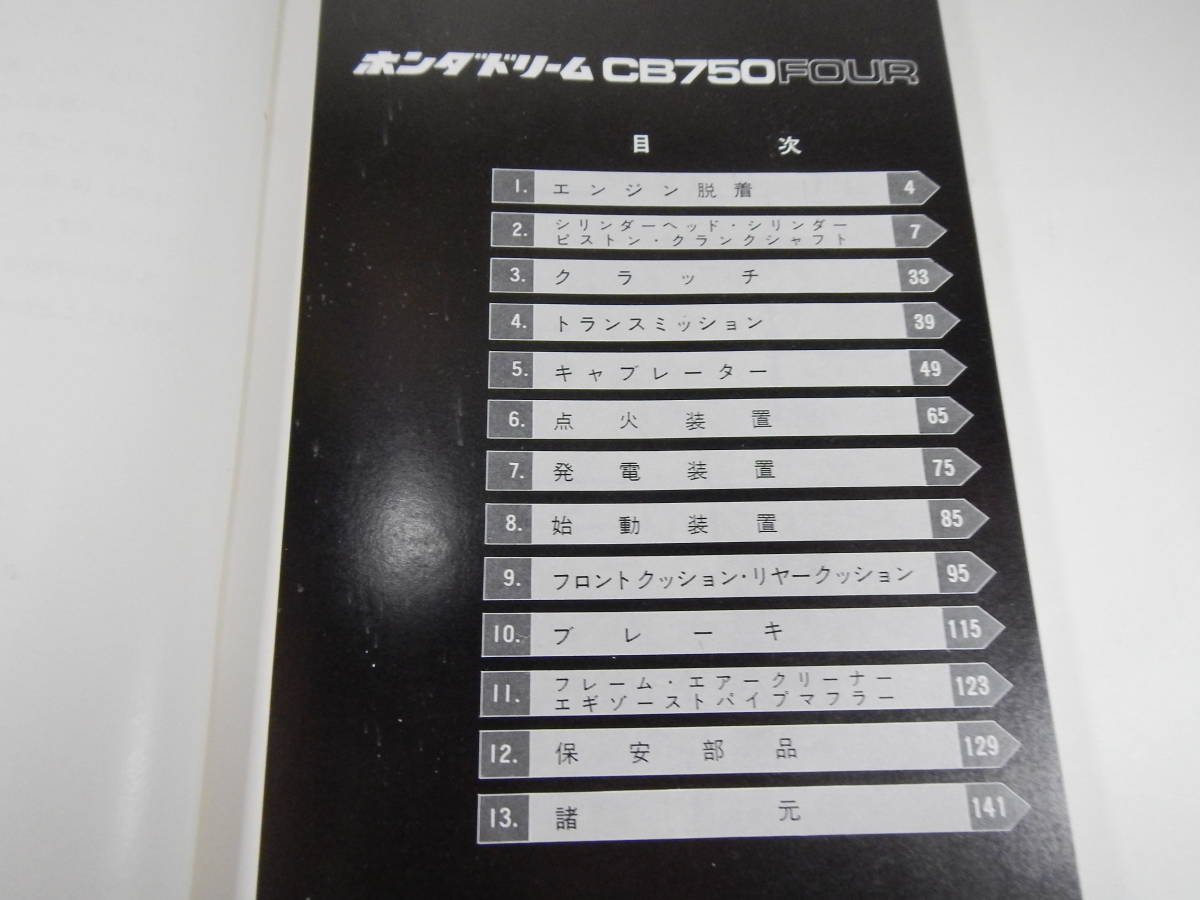 ホンダドリーム CB750FOUR
目次
1. エンジン脱着 4
2. シリンダーヘッド・シリンダー 7
ピストン・クランクシャフト
3. クラッチ 33
4. トランスミッション 39
5. キャブレーター 49
6. 点火装置 65
7. 発電装置 75
8. 始動装置 85
9. フロントクッション・リヤークッション 95
10. ブレーキ 115
11. フレーム・エアークリーナー 123
エギゾーストパイプマフラー
12. 保安部品 129
13. 諸元 141